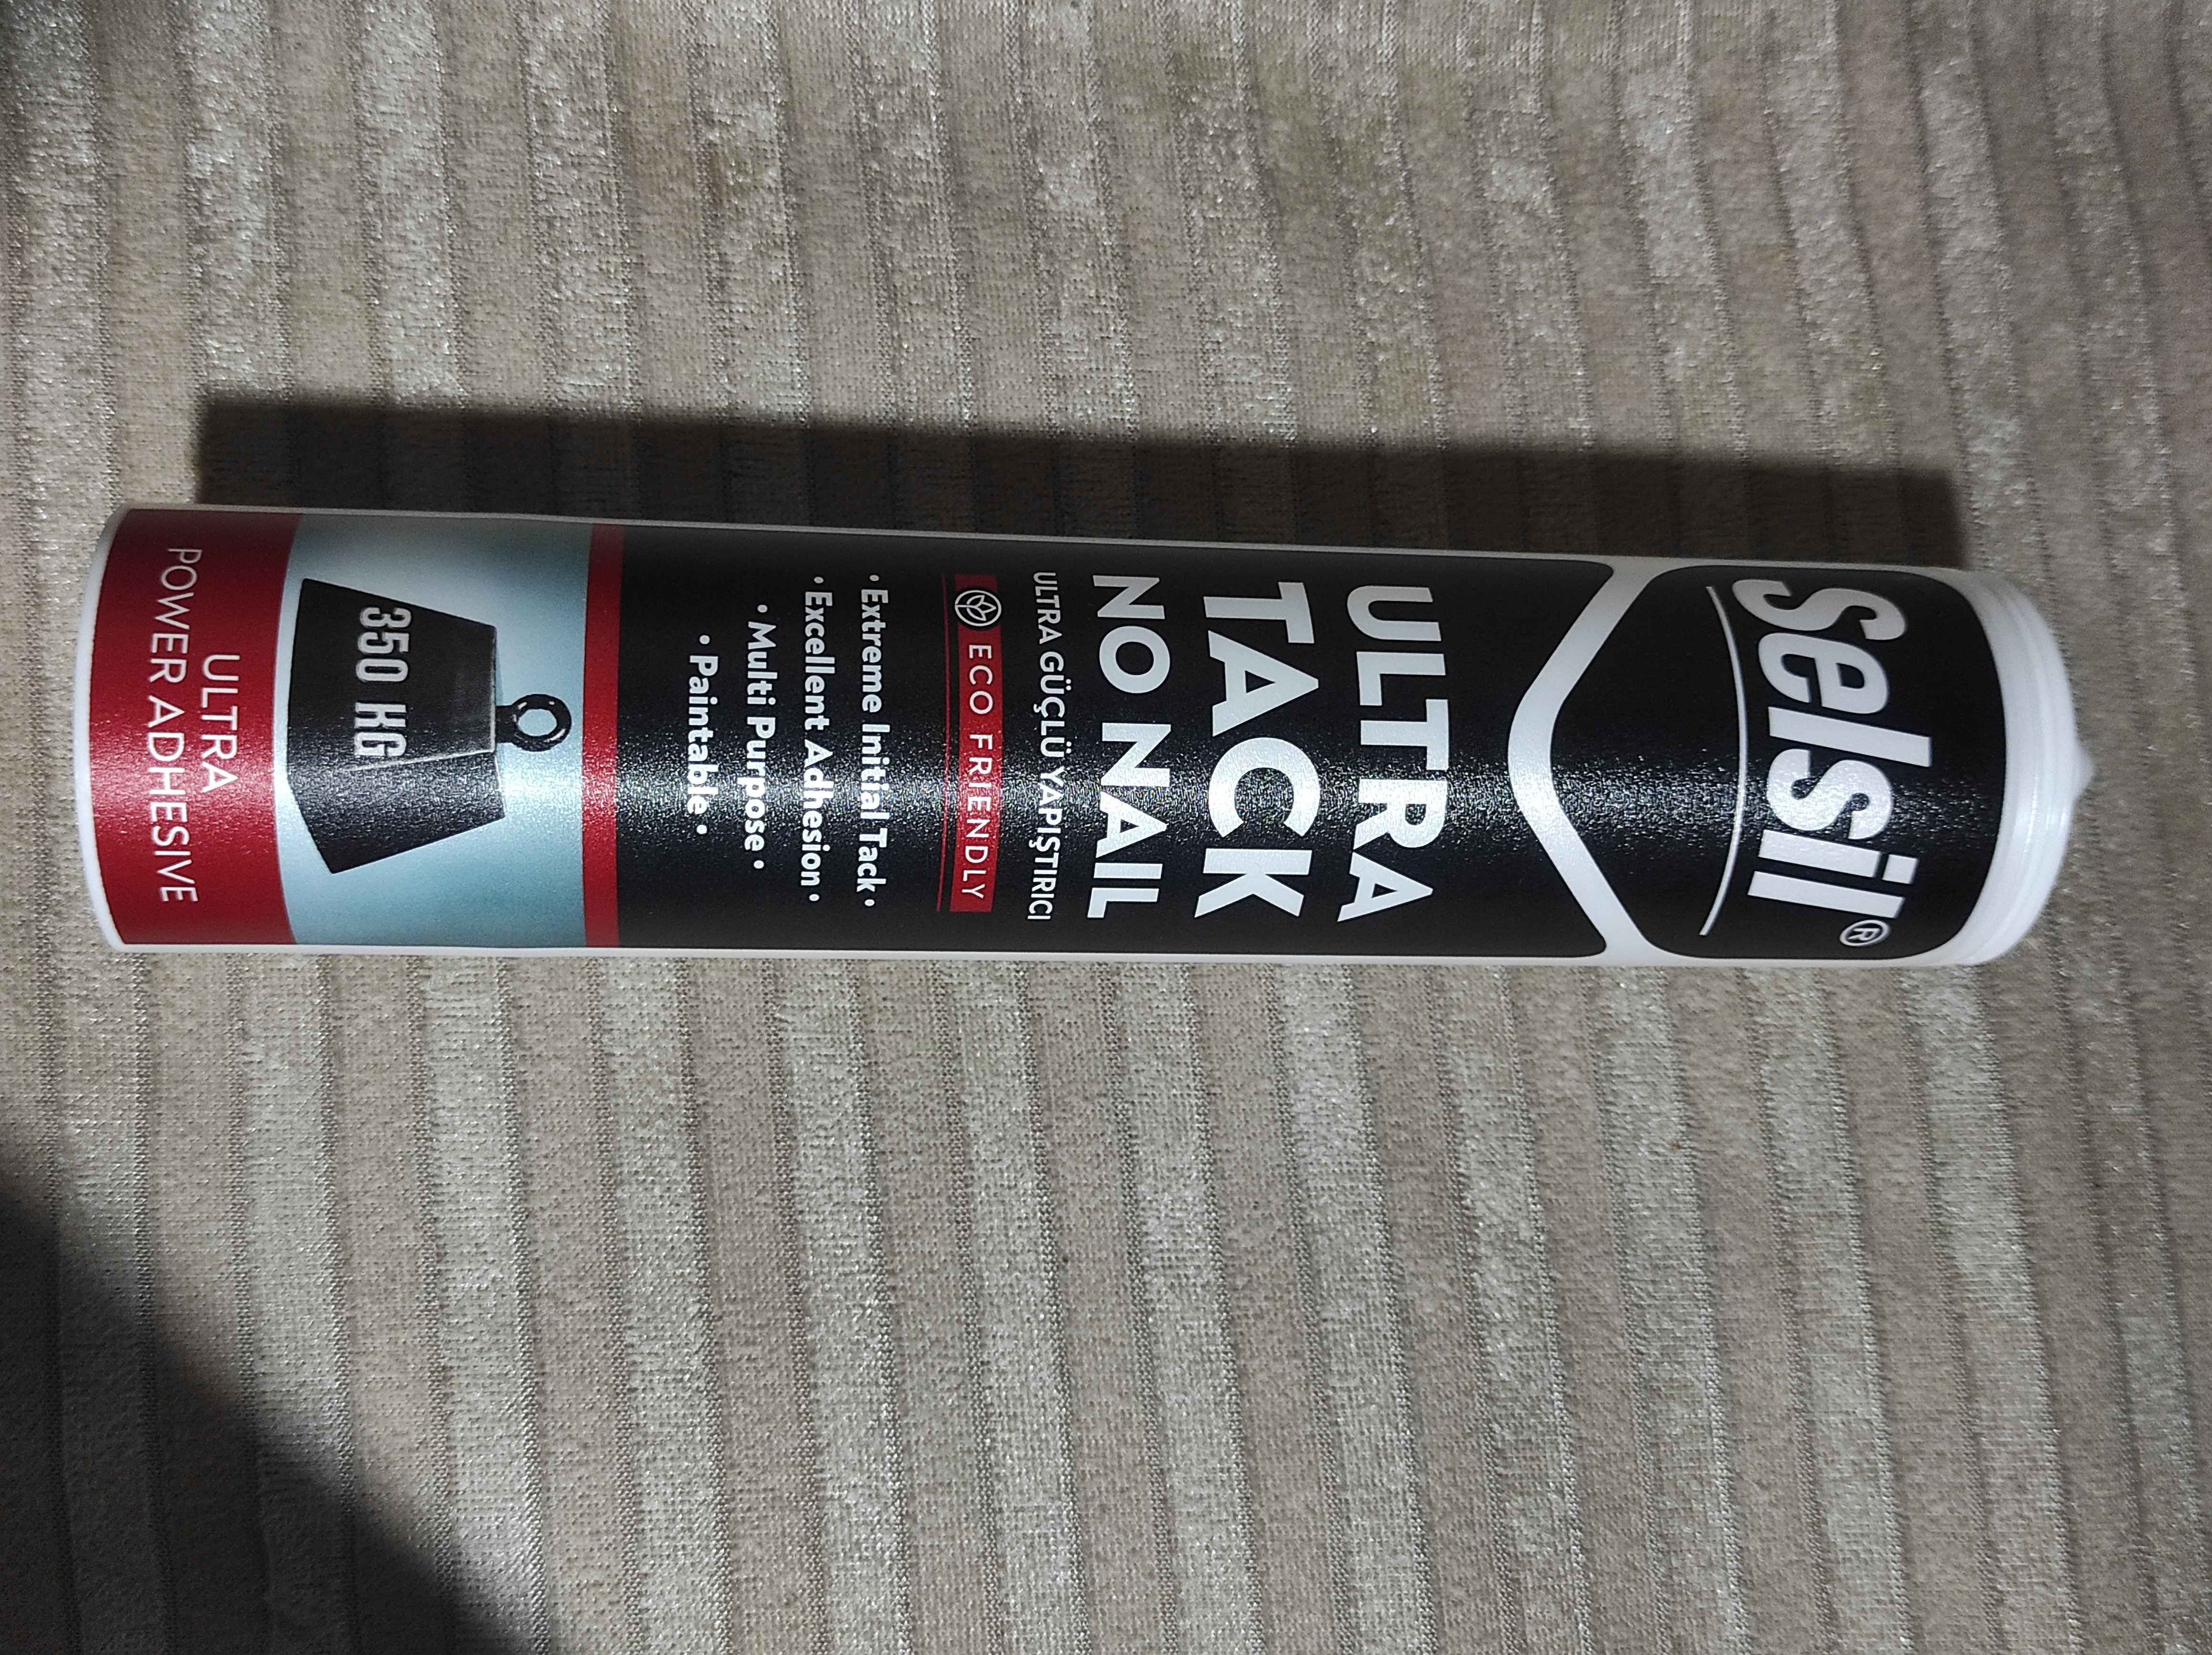 Selsil®
ULTRA
TACK
NO NAIL
ULTRA GÜÇLÜ YAPIŞTIRICI
ECO FRIENDLY
• Extreme Initial Tack •
• Excellent Adhesion •
• Multi Purpose •
• Paintable •
350 KG
ULTRA
POWER ADHESIVE